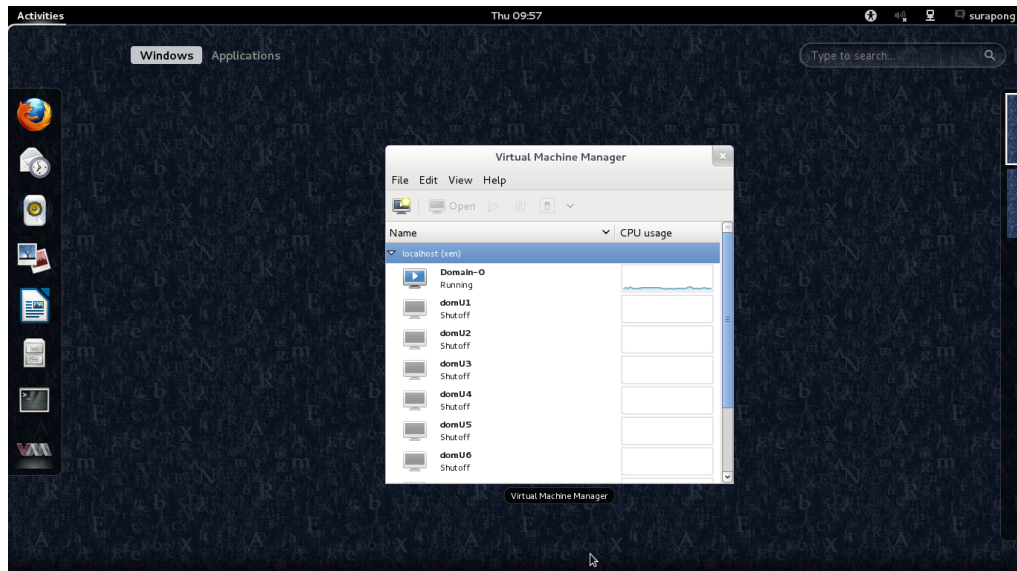 Activities
Thu 09:57
surapong
Windows
Applications
Type to search...
Virtual Machine Manager
File Edit View Help
Open
Name
CPU usage
localhost (xen)
Domain-0
Running
domU1
Shutoff
domU2
Shutoff
domU3
Shutoff
domU4
Shutoff
domU5
Shutoff
domU6
Shutoff
Virtual Machine Manager